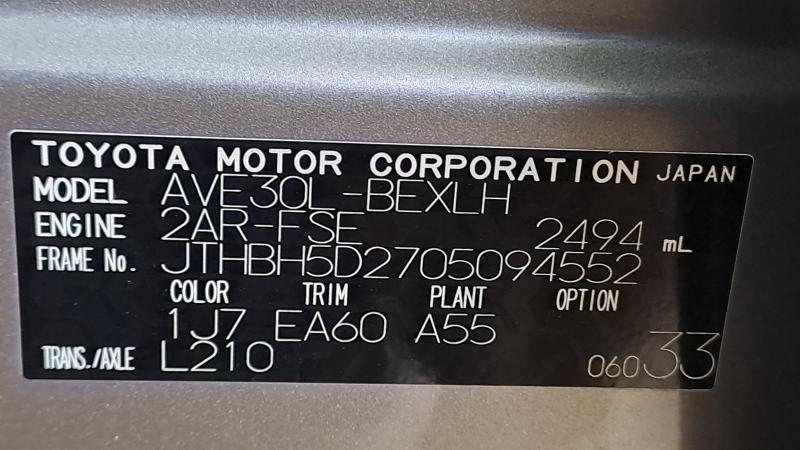 TOYOTA MOTOR CORPORATION JAPAN
MODEL AVE30L-BEXLH
ENGINE 2AR-FSE 2494 mL
FRAME No. JTHBH5D2705094552
COLOR TRIM PLANT OPTION
1J7 EA60 A55
TRANS./AXLE L210 06033